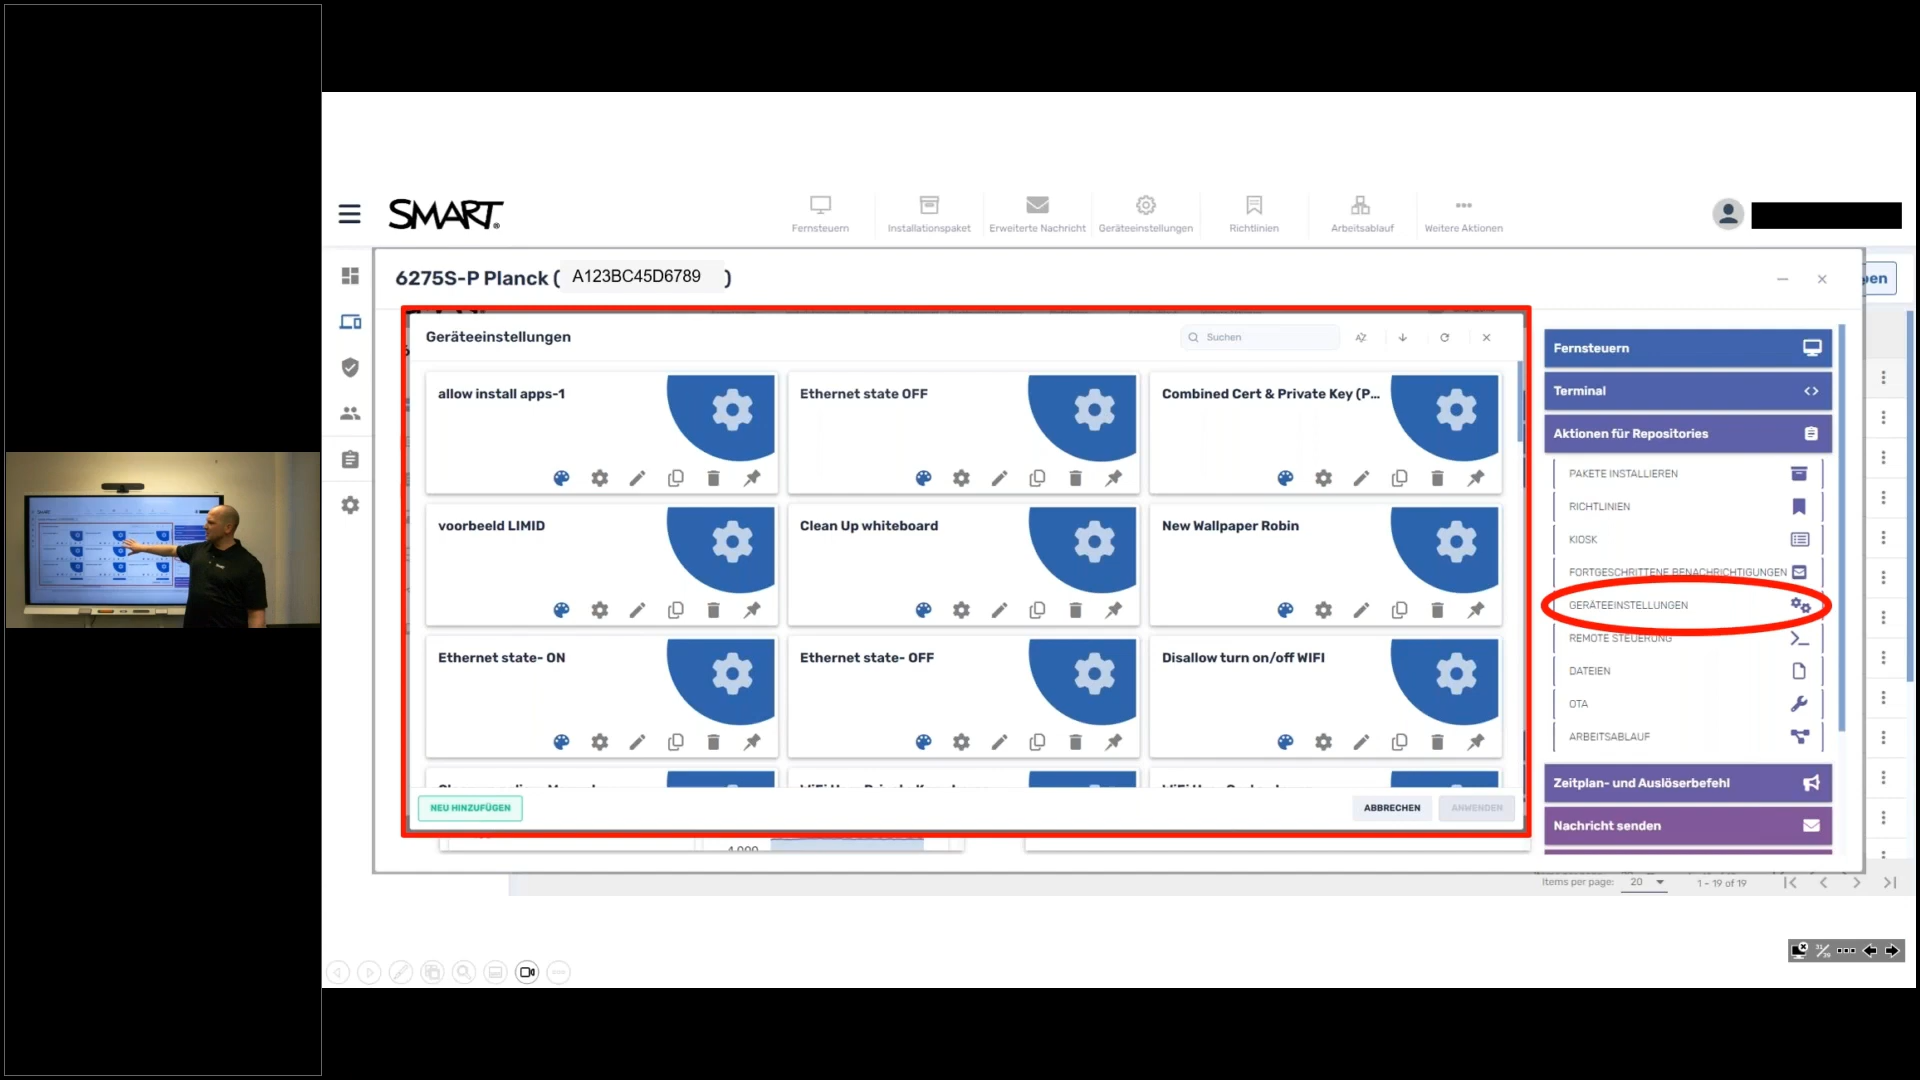 SMART
Fernsteuern
Installationspaket
Erweiterte Nachricht
Geräteeinstellungen
Richtlinien
Arbeitsablauf
Weitere Aktionen
6275S-P Planck ( A123BC45D6789 )
Geräteeinstellungen
Suchen
allow install apps-1
Ethernet state OFF
Combined Cert & Private Key (P...
voorbeeld LIMID
Clean Up whiteboard
New Wallpaper Robin
Ethernet state- ON
Ethernet state- OFF
Disallow turn on/off WIFI
NEU HINZUFÜGEN
ABBRECHEN
ANWENDEN
4,000
Fernsteuern
Terminal
Aktionen für Repositories
PAKETE INSTALLIEREN
RICHTLINIEN
KIOSK
FORTGESCHRITTENE BENACHRICHTIGUNGEN
GERÄTEEINSTELLUNGEN
REMOTE STEUERUNG
DATEIEN
OTA
ARBEITSABLAUF
Zeitplan- und Auslöserbefehl
Nachricht senden
Items per page: 20
1 - 19 of 19